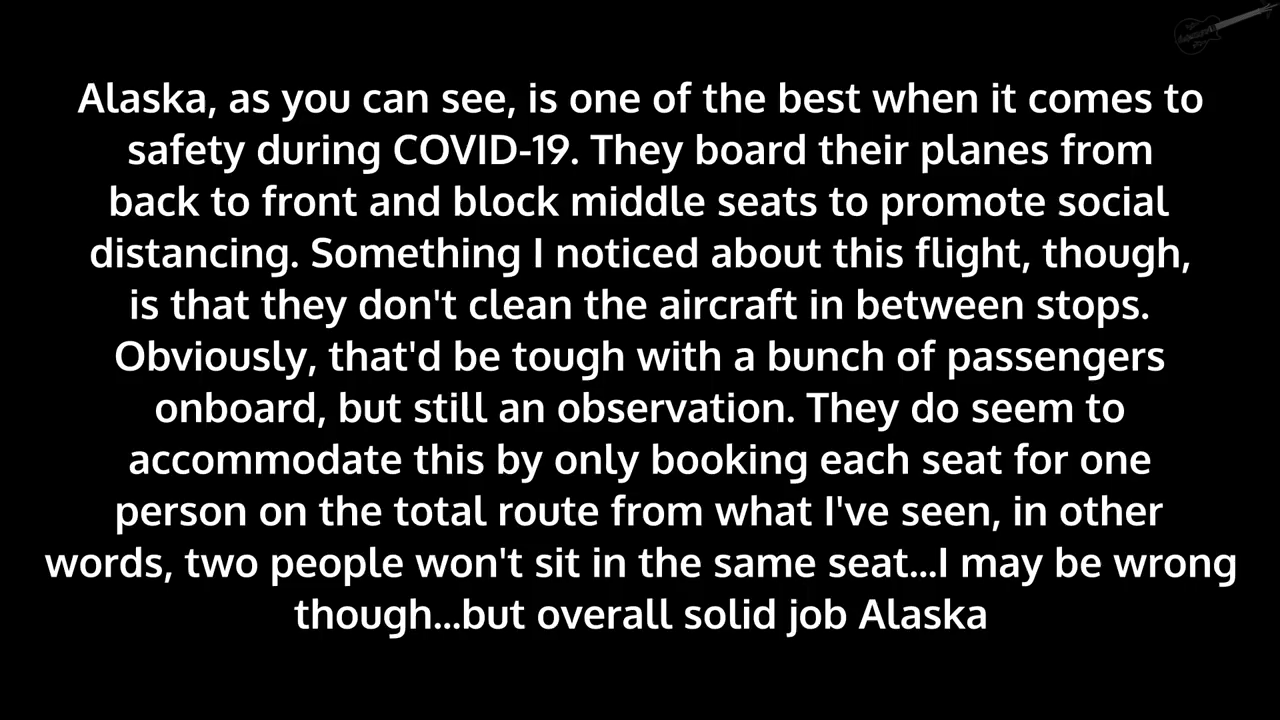 Alaska, as you can see, is one of the best when it comes to
safety during COVID-19. They board their planes from
back to front and block middle seats to promote social
distancing. Something I noticed about this flight, though,
is that they don't clean the aircraft in between stops.
Obviously, that'd be tough with a bunch of passengers
onboard, but still an observation. They do seem to
accommodate this by only booking each seat for one
person on the total route from what I've seen, in other
words, two people won't sit in the same seat...I may be wrong
though...but overall solid job Alaska